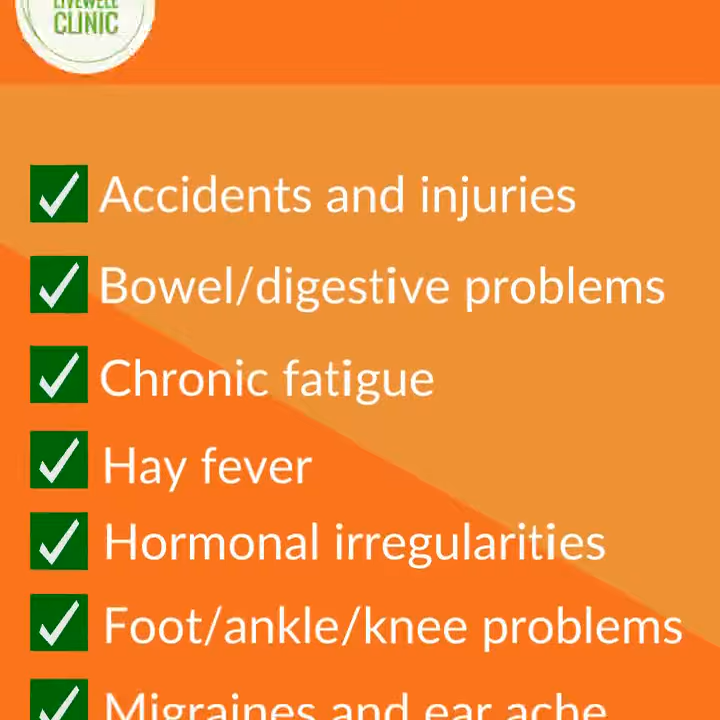 LIVEWELL
CLINIC
Accidents and injuries
Bowel/digestive problems
Chronic fatigue
Hay fever
Hormonal irregularities
Foot/ankle/knee problems
Migraines and ear ache